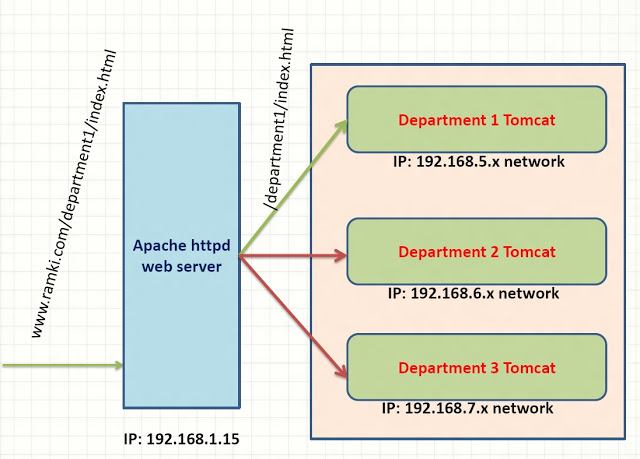 www.ramki.com/department1/index.html
/department1/index.html
Apache httpd
web server
IP: 192.168.1.15
Department 1 Tomcat
IP: 192.168.5.x network
Department 2 Tomcat
IP: 192.168.6.x network
Department 3 Tomcat
IP: 192.168.7.x network